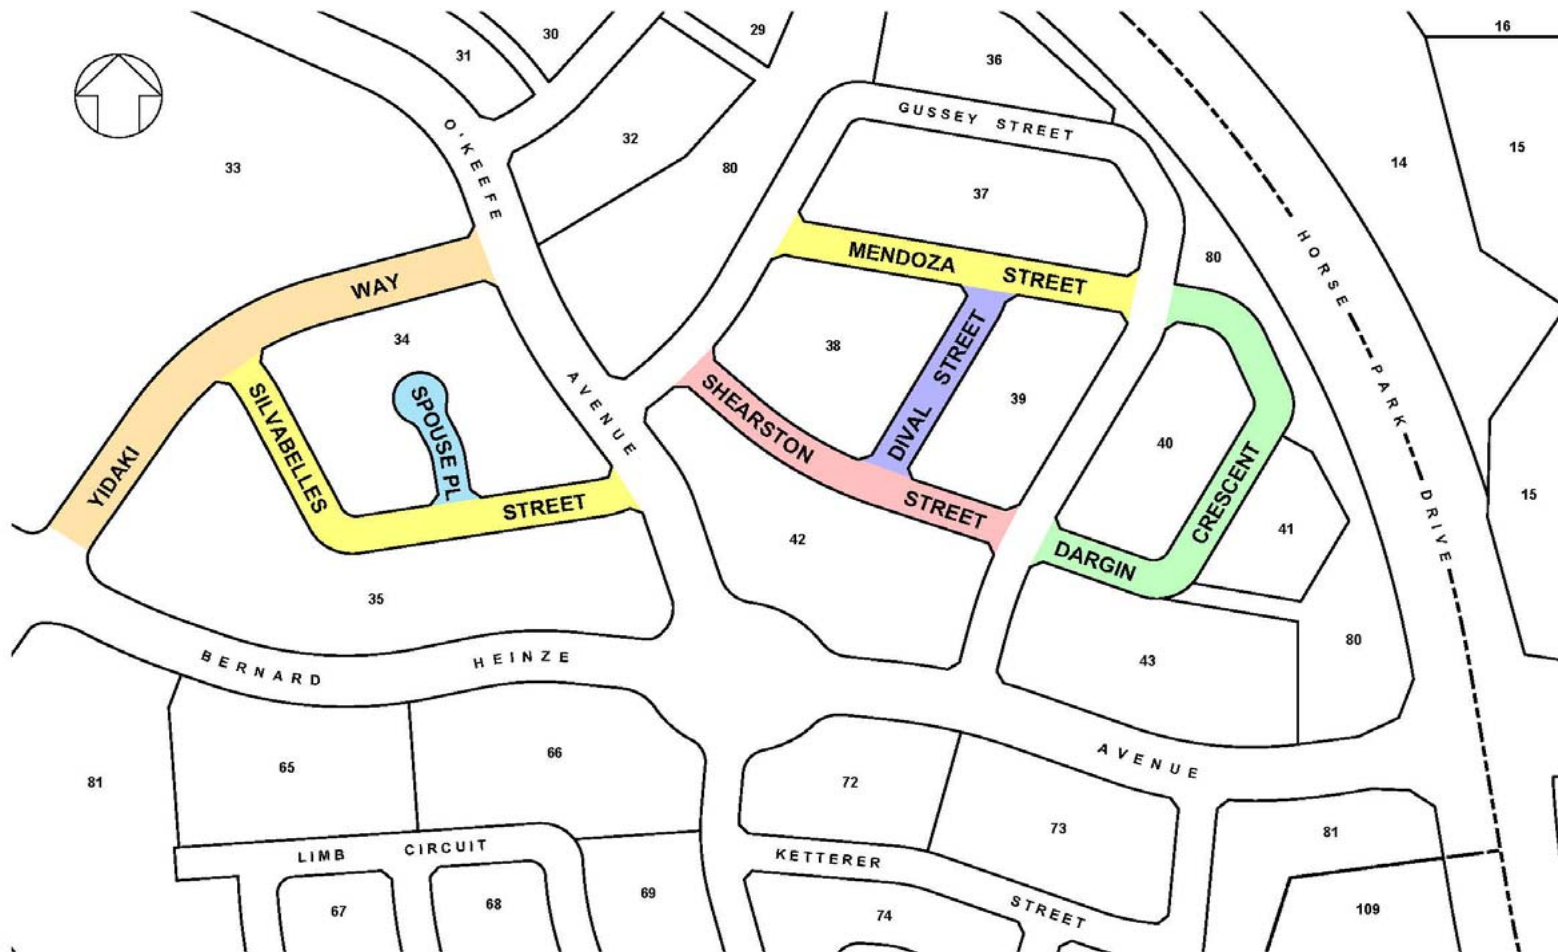 16
29
30
31
36
15
14
32
33
80
37
80
O'KEEFE
AVENUE
GUSSEY STREET
HORSE PARK DRIVE
MENDOZA STREET
YIDAKI WAY
34
SILVABELLES STREET
SPOUSE PL
38
SHEARSTON STREET
DIVAL STREET
39
40
DARGIN CRESCENT
41
15
42
35
43
80
BERNARD HEINZE AVENUE
65
66
72
73
81
81
LIMB CIRCUIT
KETTERER STREET
67
68
69
74
109